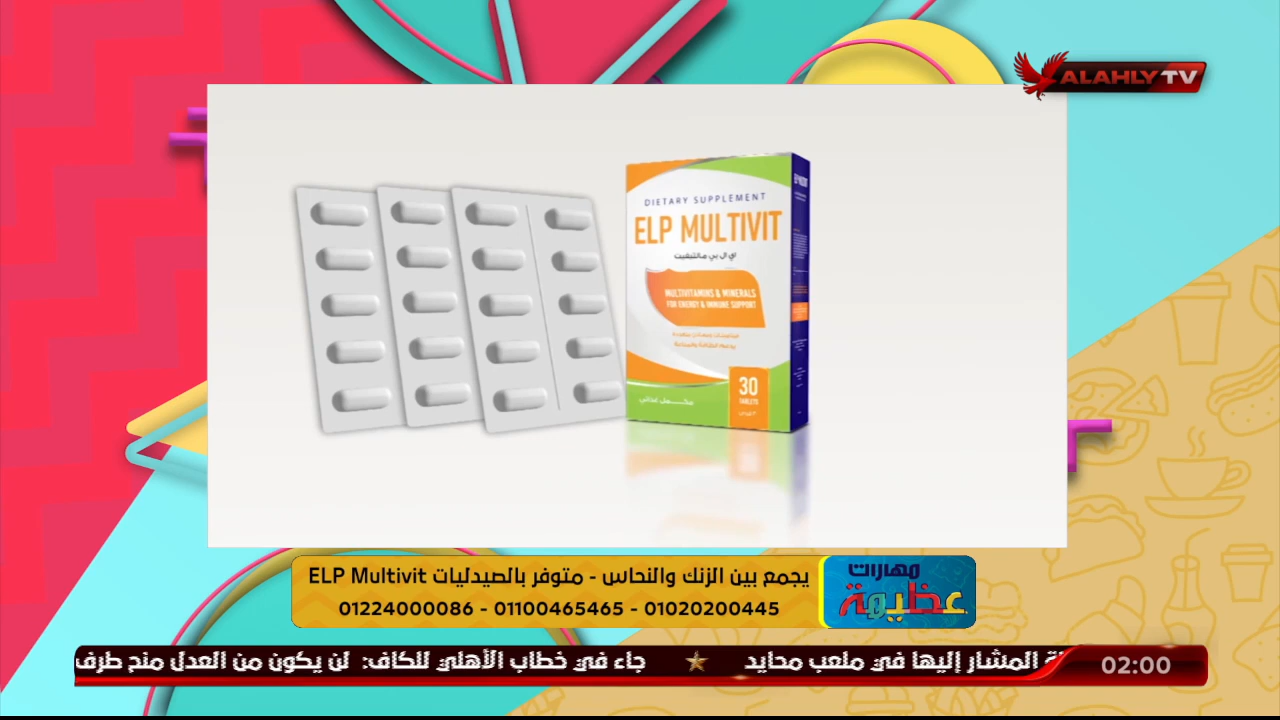 ALAHLY TV
DIETARY SUPPLEMENT
ELP MULTIVIT
اي ال بي مالتيفيت
MULTIVITAMINS & MINERALS
FOR ENERGY & IMMUNE SUPPORT
30
TABLETS
مكمل غذائي
مهارات
عظيمة
يجمع بين الزنك والنحاس - متوفر بالصيدليات ELP Multivit
01224000086 - 01100465465 - 01020200445
المشار إليها في ملعب محايد ★ جاء في خطاب الأهلي للكاف: لن يكون من العدل منح طرف
02:00